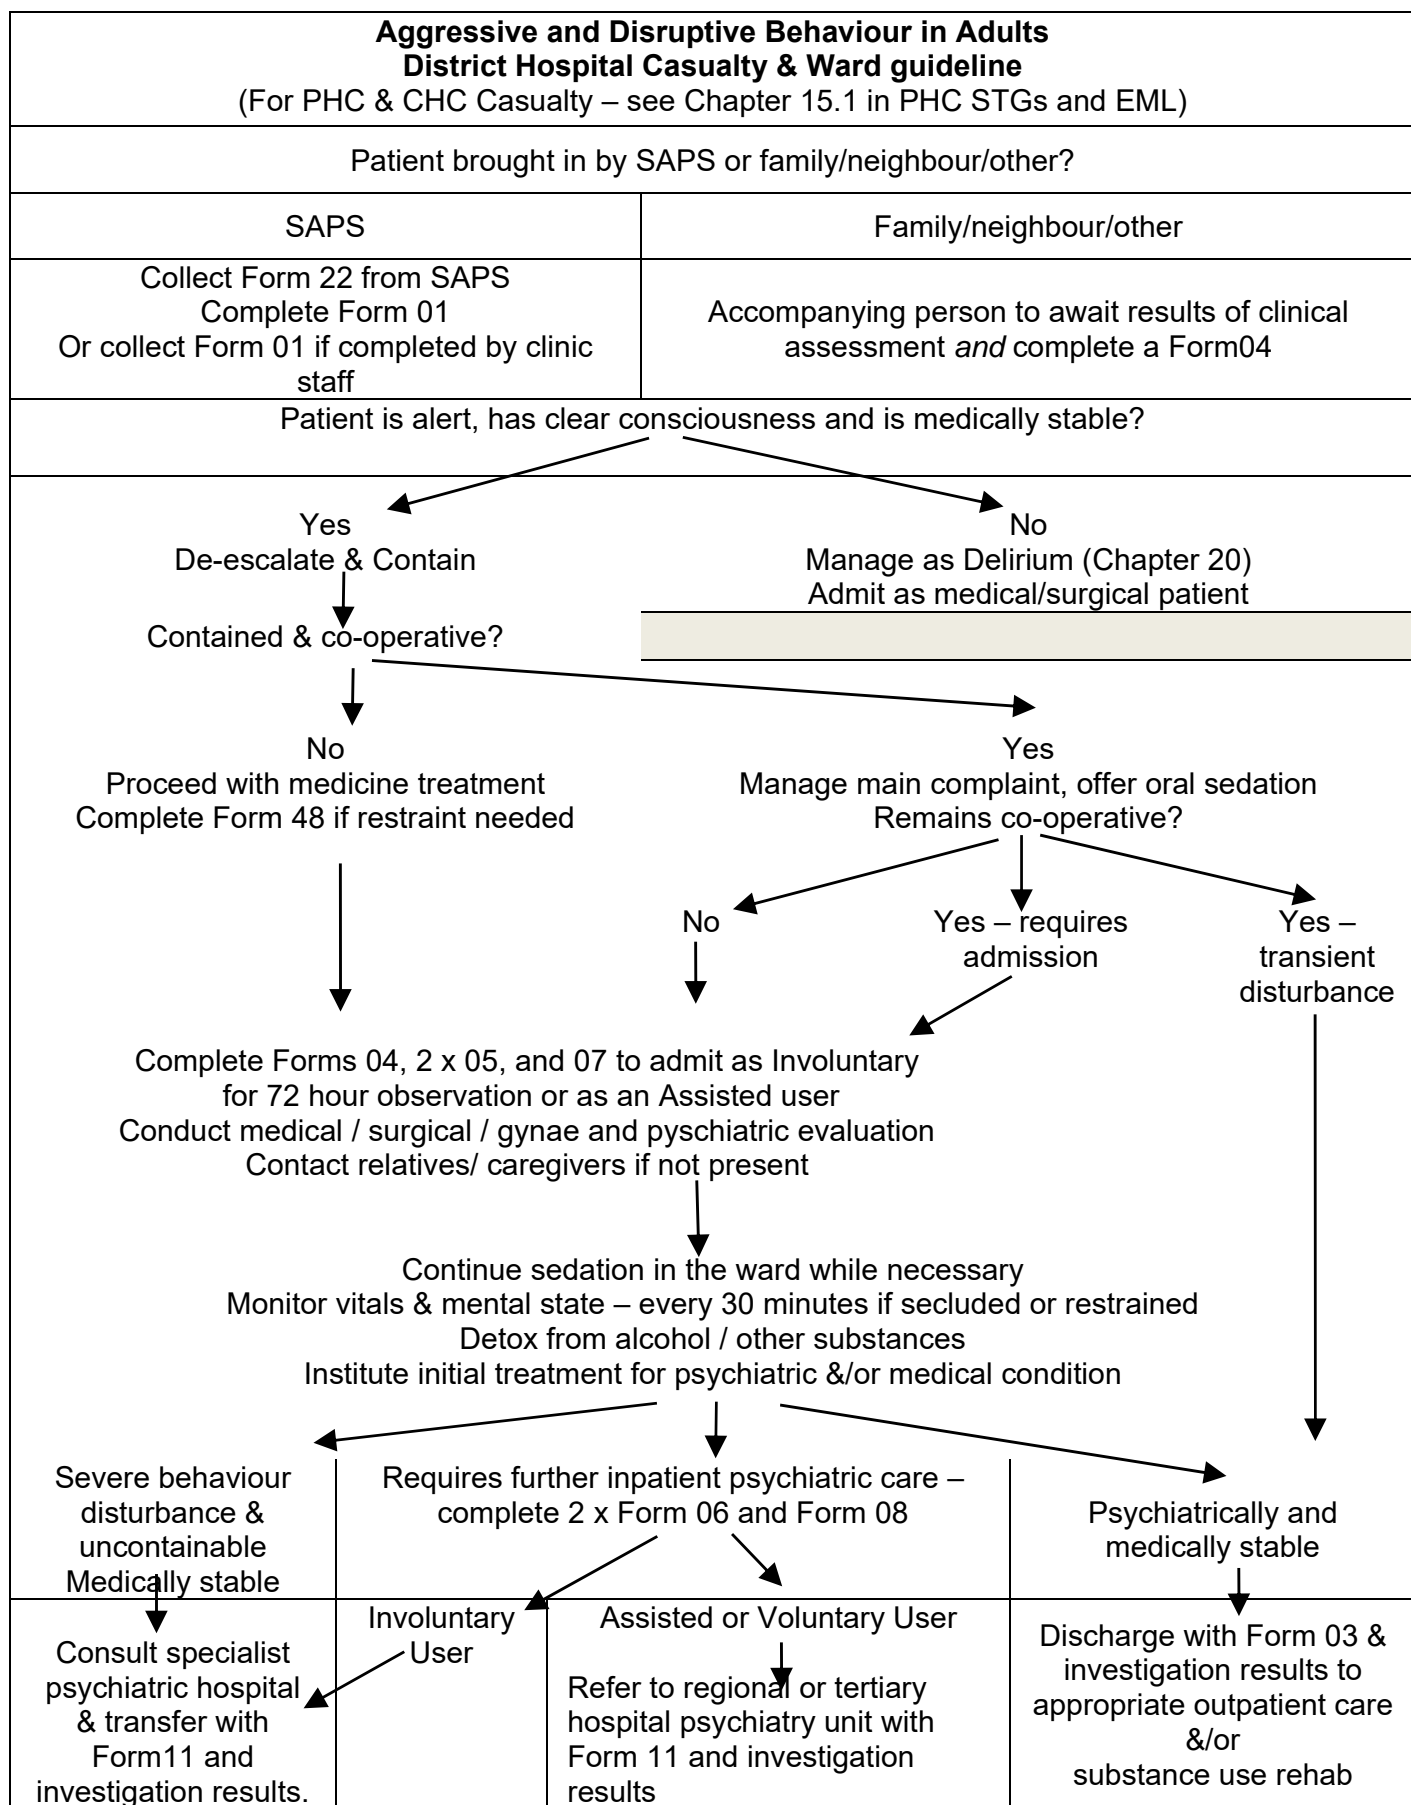 Aggressive and Disruptive Behaviour in Adults
District Hospital Casualty & Ward guideline
(For PHC & CHC Casualty – see Chapter 15.1 in PHC STGs and EML)
Patient brought in by SAPS or family/neighbour/other?
SAPS
Family/neighbour/other
Collect Form 22 from SAPS
Complete Form 01
Or collect Form 01 if completed by clinic
staff
Accompanying person to await results of clinical
assessment and complete a Form04
Patient is alert, has clear consciousness and is medically stable?
Yes
De-escalate & Contain
No
Manage as Delirium (Chapter 20)
Admit as medical/surgical patient
Contained & co-operative?
No
Proceed with medicine treatment
Complete Form 48 if restraint needed
Yes
Manage main complaint, offer oral sedation
Remains co-operative?
No
Yes – requires
admission
Yes –
transient
disturbance
Complete Forms 04, 2 x 05, and 07 to admit as Involuntary
for 72 hour observation or as an Assisted user
Conduct medical / surgical / gynae and pyschiatric evaluation
Contact relatives/ caregivers if not present
Continue sedation in the ward while necessary
Monitor vitals & mental state – every 30 minutes if secluded or restrained
Detox from alcohol / other substances
Institute initial treatment for psychiatric &/or medical condition
Severe behaviour
disturbance &
uncontainable
Medically stable
Requires further inpatient psychiatric care –
complete 2 x Form 06 and Form 08
Psychiatrically and
medically stable
Consult specialist
psychiatric hospital
& transfer with
Form11 and
investigation results.
Involuntary
User
Assisted or Voluntary User
Refer to regional or tertiary
hospital psychiatry unit with
Form 11 and investigation
results
Discharge with Form 03 &
investigation results to
appropriate outpatient care
&/or
substance use rehab